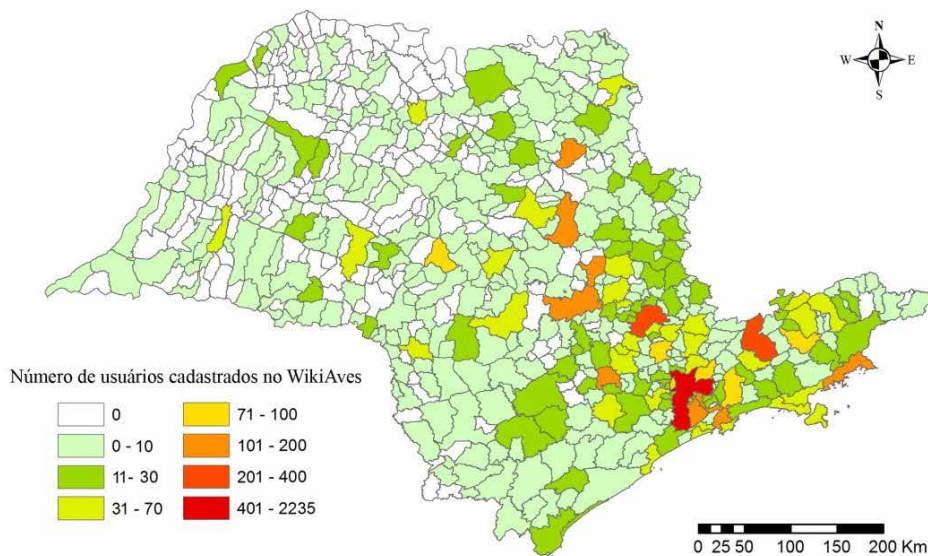 N
W E
S
Número de usuários cadastrados no WikiAves
0
0 - 10
11- 30
31 - 70
71 - 100
101 - 200
201 - 400
401 - 2235
0 25 50 100 150 200 Km